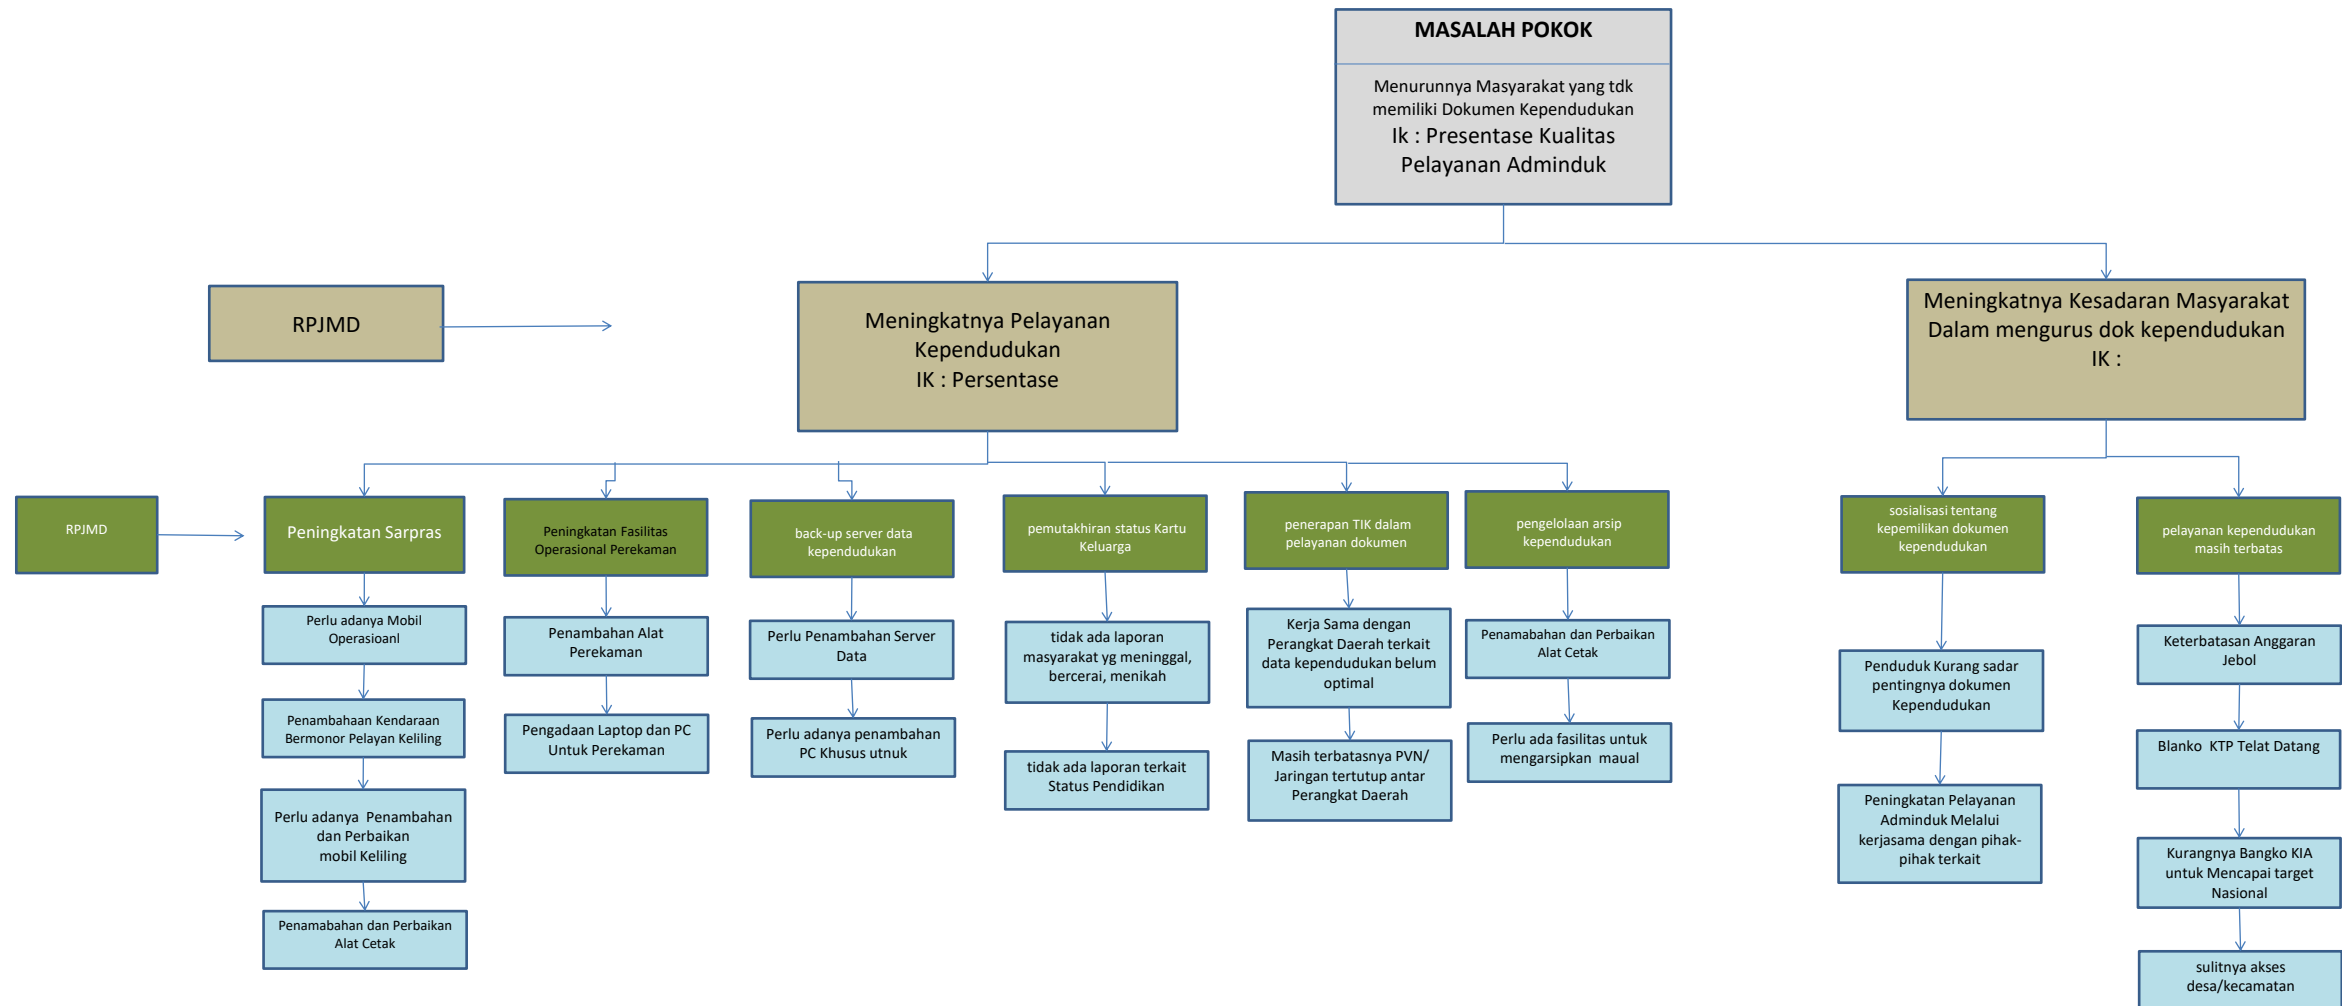 MASALAH POKOK
Menurunnya Masyarakat yang tdk
memiliki Dokumen Kependudukan
Ik : Presentase Kualitas
Pelayanan Adminduk
RPJMD
Meningkatnya Pelayanan
Kependudukan
IK : Persentase
Meningkatnya Kesadaran Masyarakat
Dalam mengurus dok kependudukan
IK :
RPJMD
Peningkatan Sarpras
Peningkatan Fasilitas
Operasional Perekaman
back-up server data
kependudukan
pemutakhiran status Kartu
Keluarga
penerapan TIK dalam
pelayanan dokumen
pengelolaan arsip
kependudukan
sosialisasi tentang
kepemilikan dokumen
kependudukan
pelayanan kependudukan
masih terbatas
Perlu adanya Mobil
Operasioanl
Penambahaan Kendaraan
Bermonor Pelayan Keliling
Perlu adanya  Penambahan
dan Perbaikan
mobil Keliling
Penamabahan dan Perbaikan
Alat Cetak
Penambahan Alat
Perekaman
Pengadaan Laptop dan PC
Untuk Perekaman
Perlu Penambahan Server
Data
Perlu adanya penambahan
PC Khusus utnuk
tidak ada laporan
masyarakat yg meninggal,
bercerai, menikah
tidak ada laporan terkait
Status Pendidikan
Kerja Sama dengan
Perangkat Daerah terkait
data kependudukan belum
optimal
Masih terbatasnya PVN/
Jaringan tertutup antar
Perangkat Daerah
Penamabahan dan Perbaikan
Alat Cetak
Perlu ada fasilitas untuk
mengarsipkan  maual
Penduduk Kurang sadar
pentingnya dokumen
Kependudukan
Peningkatan Pelayanan
Adminduk Melalui
kerjasama dengan pihak-
pihak terkait
Keterbatasan Anggaran
Jebol
Blanko  KTP Telat Datang
Kurangnya Bangko KIA
untuk Mencapai target
Nasional
sulitnya akses
desa/kecamatan